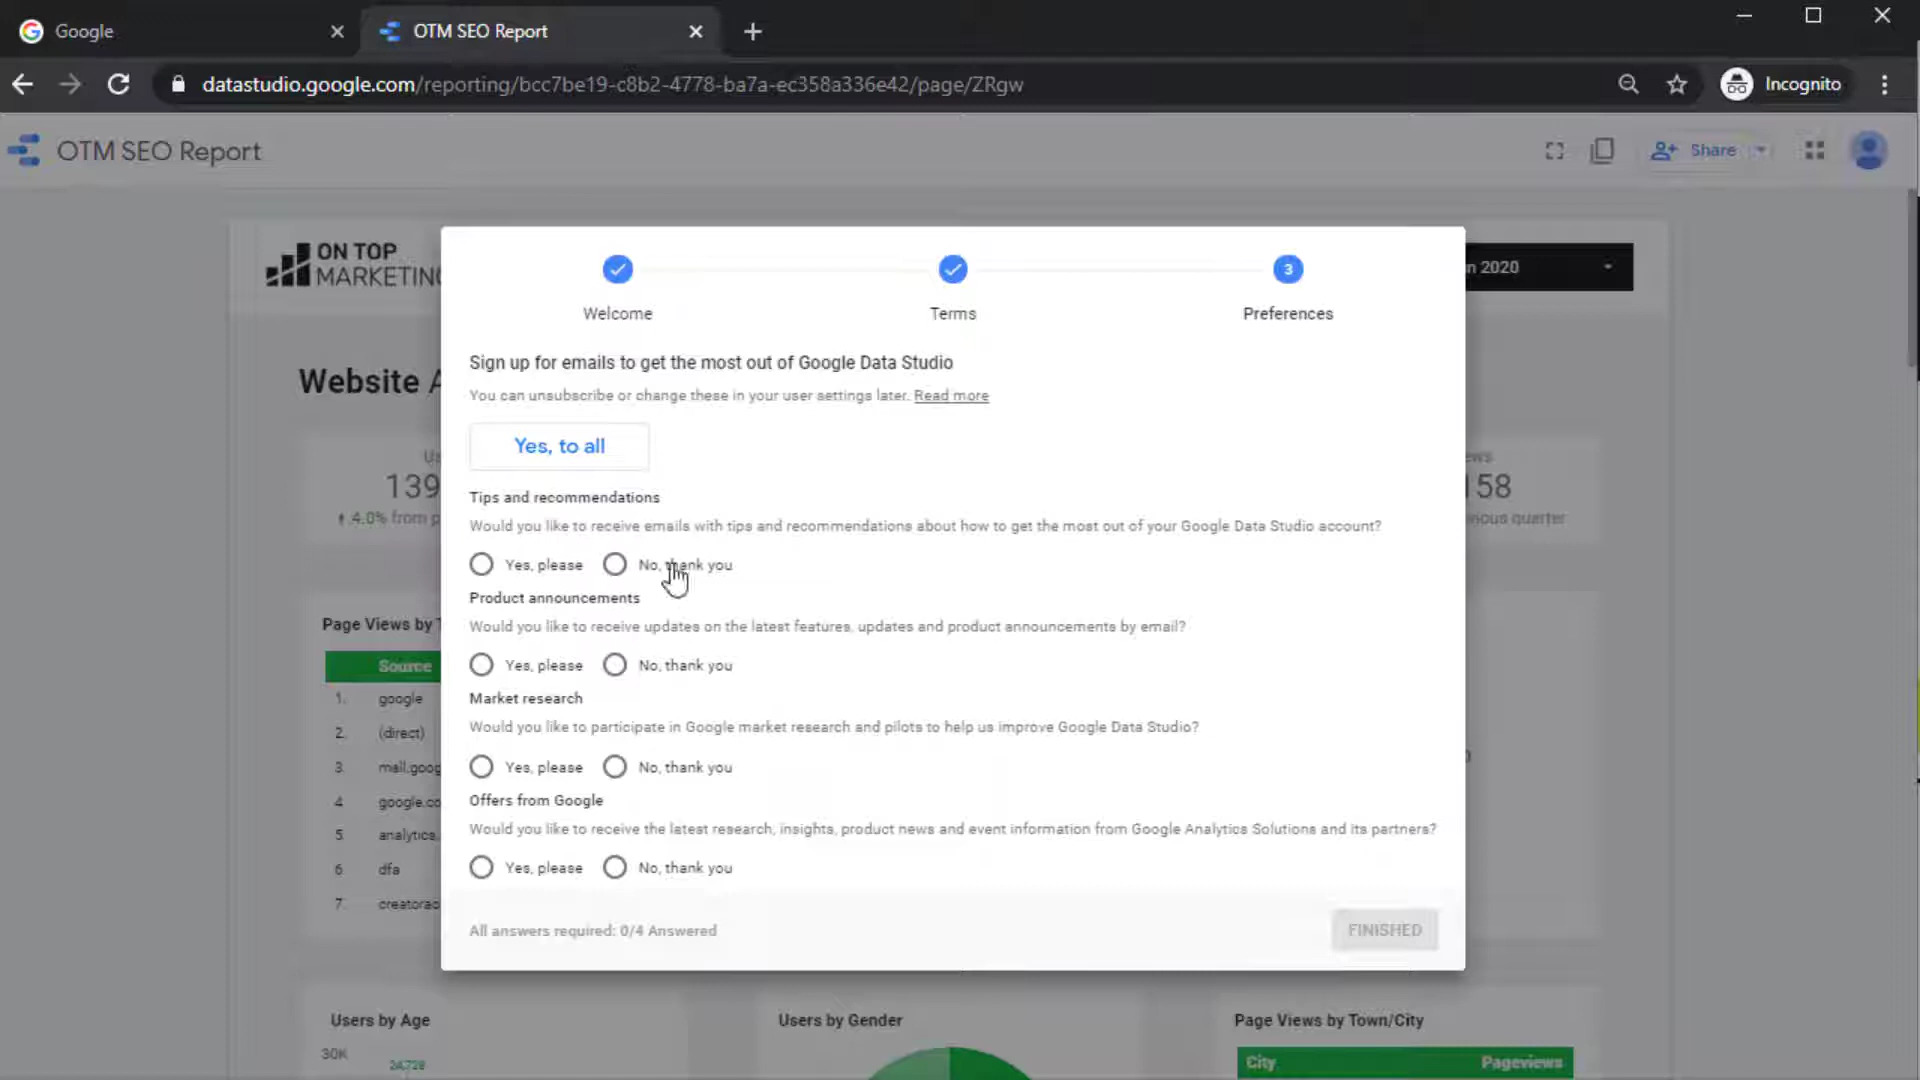 Google
OTM SEO Report
datastudio.google.com/reporting/bcc7be19-c8b2-4778-ba7a-ec358a336e42/page/ZRgw
Incognito
OTM SEO Report
Share
ON TOP
MARKETING
n 2020
Welcome
Terms
3
Preferences
Sign up for emails to get the most out of Google Data Studio
You can unsubscribe or change these in your user settings later. Read more
Website A
Yes, to all
139
158
4.0% from p
ious quarter
Tips and recommendations
Would you like to receive emails with tips and recommendations about how to get the most out of your Google Data Studio account?
Yes, please
No, thank you
Product announcements
Would you like to receive updates on the latest features, updates and product announcements by email?
Yes, please
No, thank you
Market research
Would you like to participate in Google market research and pilots to help us improve Google Data Studio?
Yes, please
No, thank you
Offers from Google
Would you like to receive the latest research, insights, product news and event information from Google Analytics Solutions and its partners?
Yes, please
No, thank you
All answers required: 0/4 Answered
FINISHED
Page Views by T
Source
1. google
2. (direct)
3. mall.goog
4. google.co
5. analytics.
6. dfa
7. creatorac
Users by Age
30K
24,728
Users by Gender
Page Views by Town/City
City
Pageviews